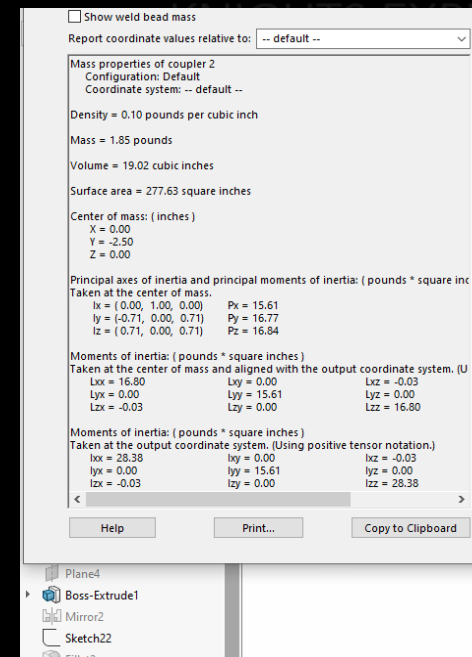 Show weld bead mass
Report coordinate values relative to: -- default --
Mass properties of coupler 2
Configuration: Default
Coordinate system: -- default --
Density = 0.10 pounds per cubic inch
Mass = 1.85 pounds
Volume = 19.02 cubic inches
Surface area = 277.63 square inches
Center of mass: ( inches )
X = 0.00
Y = -2.50
Z = 0.00
Principal axes of inertia and principal moments of inertia: ( pounds * square inc
Taken at the center of mass.
Ix = ( 0.00, 1.00, 0.00) Px = 15.61
Iy = (-0.71, 0.00, 0.71) Py = 16.77
Iz = ( 0.71, 0.00, 0.71) Pz = 16.84
Moments of inertia: ( pounds * square inches )
Taken at the center of mass and aligned with the output coordinate system. (U
Lxx = 16.80 Lxy = 0.00 Lxz = -0.03
Lyx = 0.00 Lyy = 15.61 Lyz = 0.00
Lzx = -0.03 Lzy = 0.00 Lzz = 16.80
Moments of inertia: ( pounds * square inches )
Taken at the output coordinate system. (Using positive tensor notation.)
Ixx = 28.38 Ixy = 0.00 Ixz = -0.03
Iyx = 0.00 Iyy = 15.61 Iyz = 0.00
Izx = -0.03 Izy = 0.00 Izz = 28.38
Help Print... Copy to Clipboard
Plane4
Boss-Extrude1
Mirror2
Sketch22